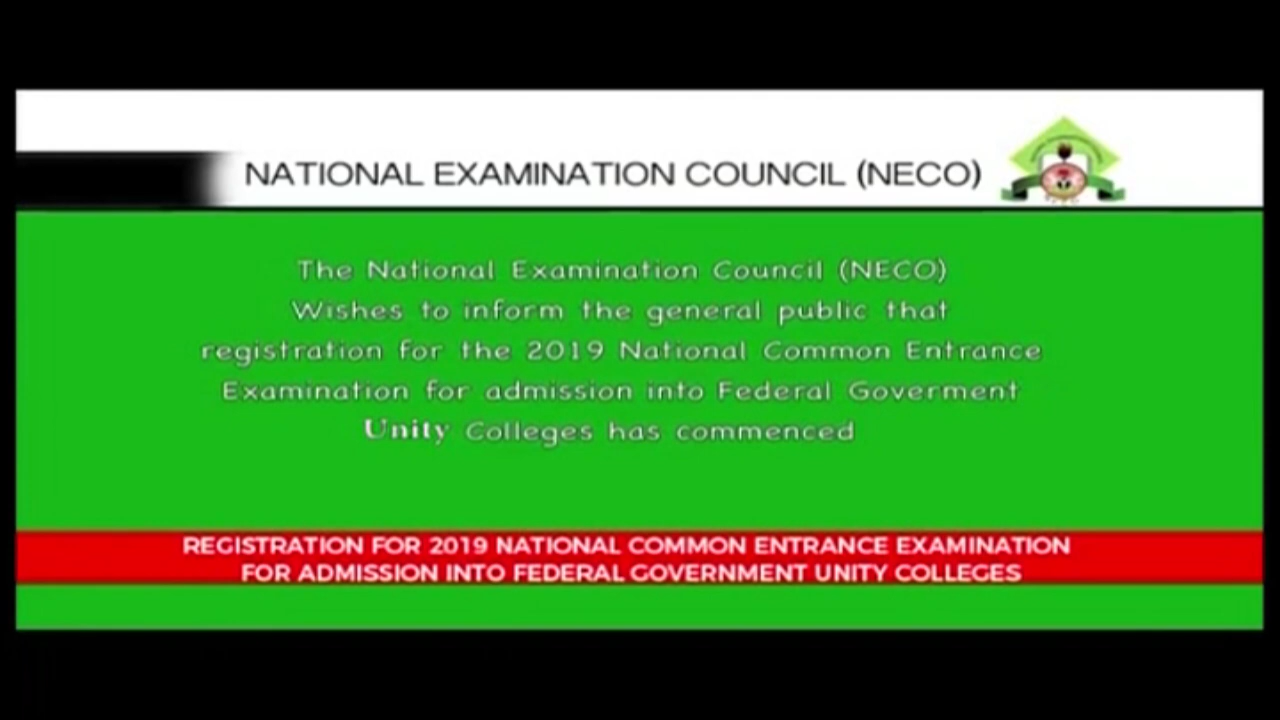 NATIONAL EXAMINATION COUNCIL (NECO)
The National Examination Council (NECO)
Wishes to inform the general public that
registration for the 2019 National Common Entrance
Examination for admission into Federal Goverment
Unity Colleges has commenced
REGISTRATION FOR 2019 NATIONAL COMMON ENTRANCE EXAMINATION
FOR ADMISSION INTO FEDERAL GOVERNMENT UNITY COLLEGES